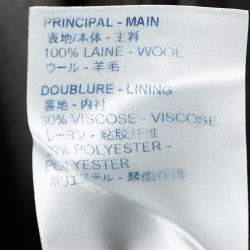 PRINCIPAL - MAIN
表地/本体 - 主料
100% LAINE - WOOL
ウール - 羊毛
DOUBLURE - LINING
裏地 - 内衬
30% VISCOSE - VISCOSE
レーヨン - 粘胶纤维
POLYESTER -
POLYESTER
ポリエステル - 聚酯纤维